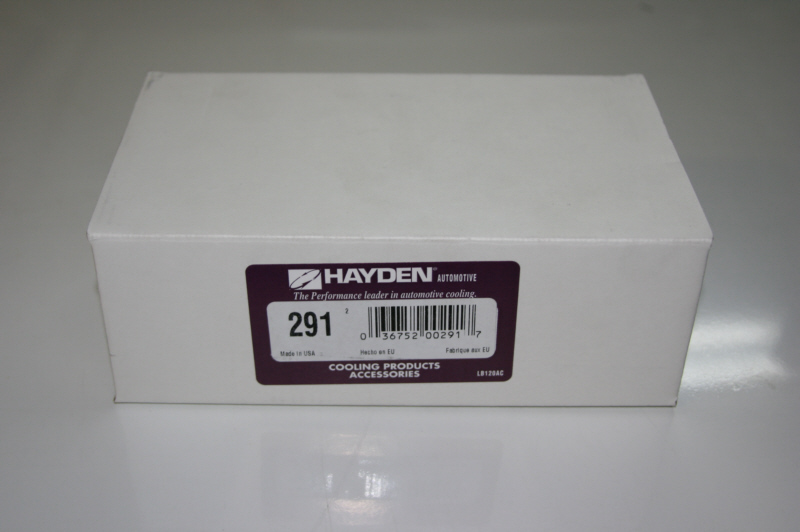 HAYDEN AUTOMOTIVE
The Performance leader in automotive cooling.
291 3
0 36752 00291 7
Made in USA Hecho en EU Fabrique aux EU
COOLING PRODUCTS
ACCESSORIES
LB120AC